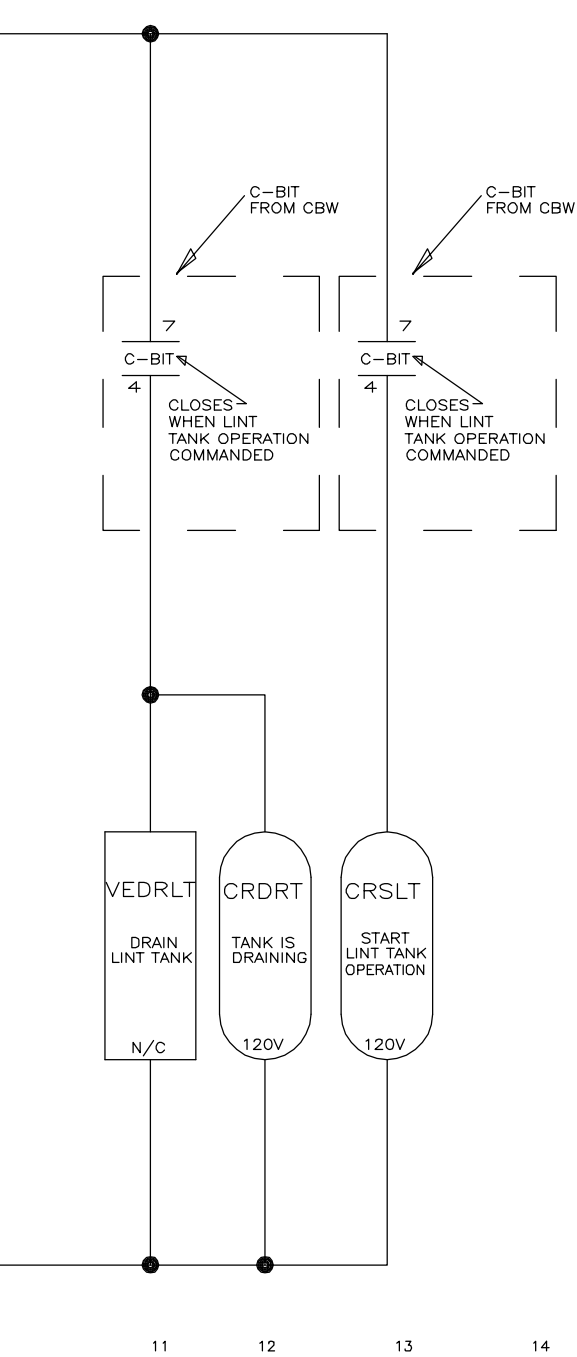 C-BIT
FROM CBW
C-BIT
FROM CBW
7
7
C-BIT
C-BIT
4
4
CLOSES
WHEN LINT
TANK OPERATION
COMMANDED
CLOSES
WHEN LINT
TANK OPERATION
COMMANDED
VEDRLT
DRAIN
LINT TANK
N/C
CRDRT
TANK IS
DRAINING
120V
CRSLT
START
LINT TANK
OPERATION
120V
11 12 13 14